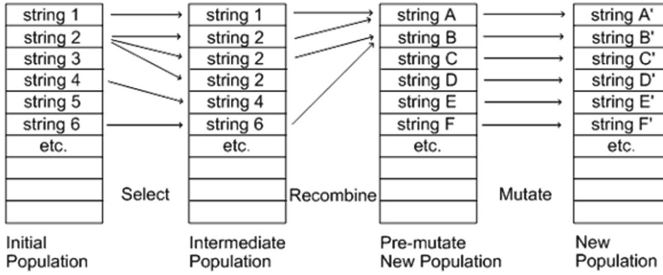 string 1
string 2
string 3
string 4
string 5
string 6
etc.
Initial
Population
Select
string 1
string 2
string 2
string 2
string 4
string 6
etc.
Intermediate
Population
Recombine
string A
string B
string C
string D
string E
string F
etc.
Pre-mutate
New Population
Mutate
string A'
string B'
string C'
string D'
string E'
string F'
etc.
New
Population